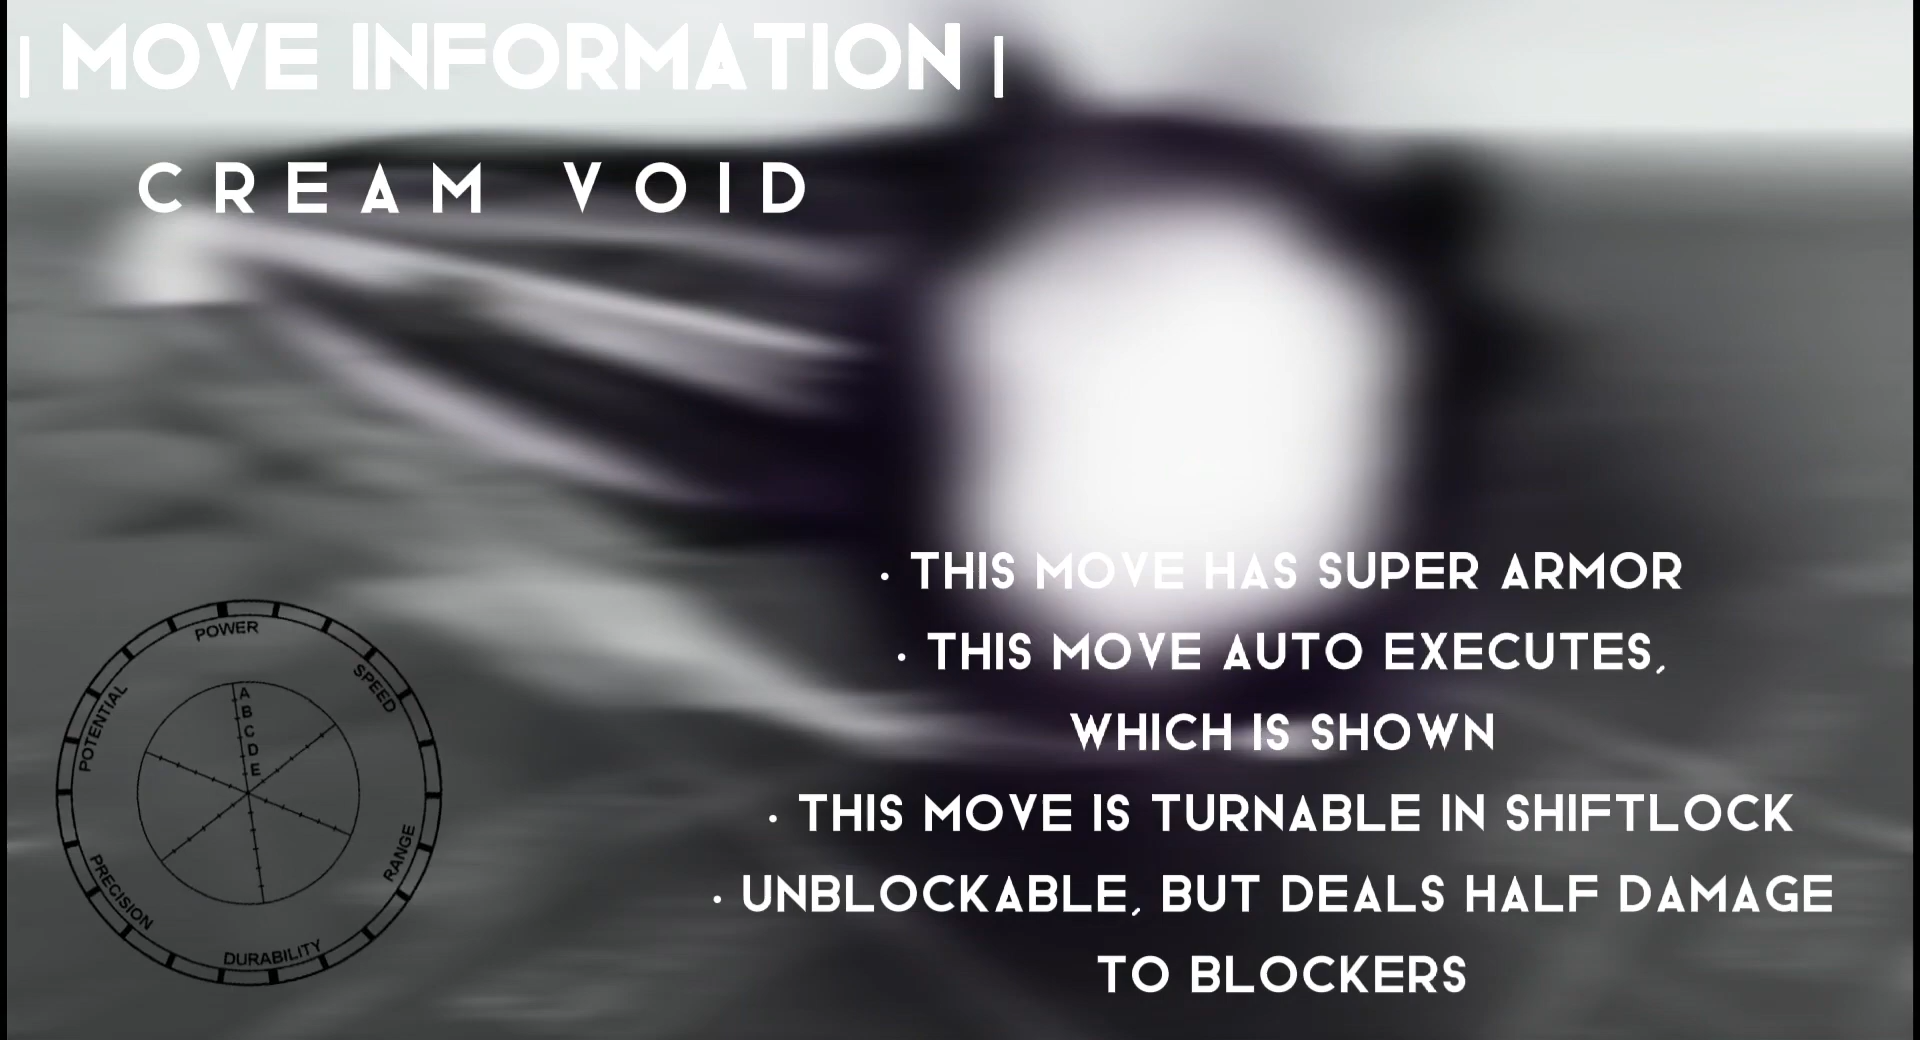 | MOVE INFORMATION |
CREAM VOID
· THIS MOVE HAS SUPER ARMOR
· THIS MOVE AUTO EXECUTES,
WHICH IS SHOWN
· THIS MOVE IS TURNABLE IN SHIFTLOCK
· UNBLOCKABLE, BUT DEALS HALF DAMAGE
TO BLOCKERS
POWER
SPEED
RANGE
DURABILITY
PRECISION
POTENTIAL
A
B
C
D
E